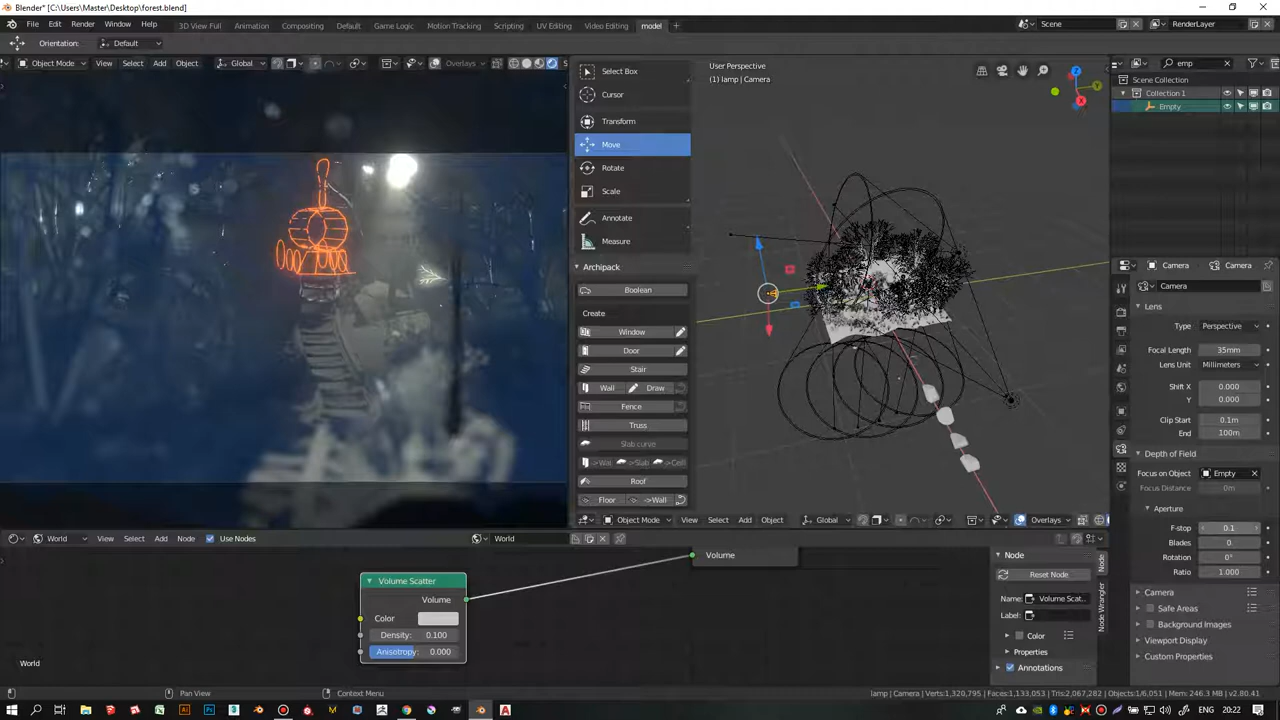 Blender* [C:\Users\Master\Desktop\forest.blend]
File Edit Render Window Help
3D View Full Animation Compositing Default Game Logic Motion Tracking Scripting UV Editing Video Editing model +
Scene
RenderLayer
Orientation: Default
Object Mode View Select Add Object Global Overlays
Select Box
Cursor
Transform
Move
Rotate
Scale
Annotate
Measure
Archipack
Boolean
Create
Window
Door
Stair
Wall Draw
Fence
Truss
Slab curve
->Wal ->Slab ->Ceil
Roof
Floor ->Wall
User Perspective
(1) lamp | Camera
Z
Y
X
Object Mode View Select Add Object Global Overlays
emp
Scene Collection
Collection 1
Empty
Camera Camera
Camera
Lens
Type Perspective
Focal Length 35mm
Lens Unit Millimeters
Shift X 0.000
Y 0.000
Clip Start 0.1m
End 100m
Depth of Field
Focus on Object Empty
Focus Distance 0m
Aperture
F-stop 0.1
Blades 0
Rotation 0°
Ratio 1.000
Camera
Safe Areas
Background Images
Viewport Display
Custom Properties
World View Select Add Node Use Nodes World
Volume
Volume Scatter
Volume
Color
Density: 0.100
Anisotropy: 0.000
World
Node
Reset Node
Name: Volume Scat..
Label:
Color
Properties
Annotations
Node
Node Wrangler
Pan View
Context Menu
lamp | Camera | Verts:1,320,795 | Faces:1,133,053 | Tris:2,067,282 | Objects:1/6,051 | Mem: 246.3 MB | v2.80.41
ENG 20:22